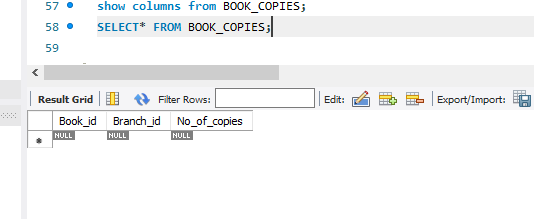 57 show columns from BOOK_COPIES;
58 SELECT* FROM BOOK_COPIES;
59
Result Grid Filter Rows: Edit: Export/Import:
Book_id Branch_id No_of_copies
NULL NULL NULL